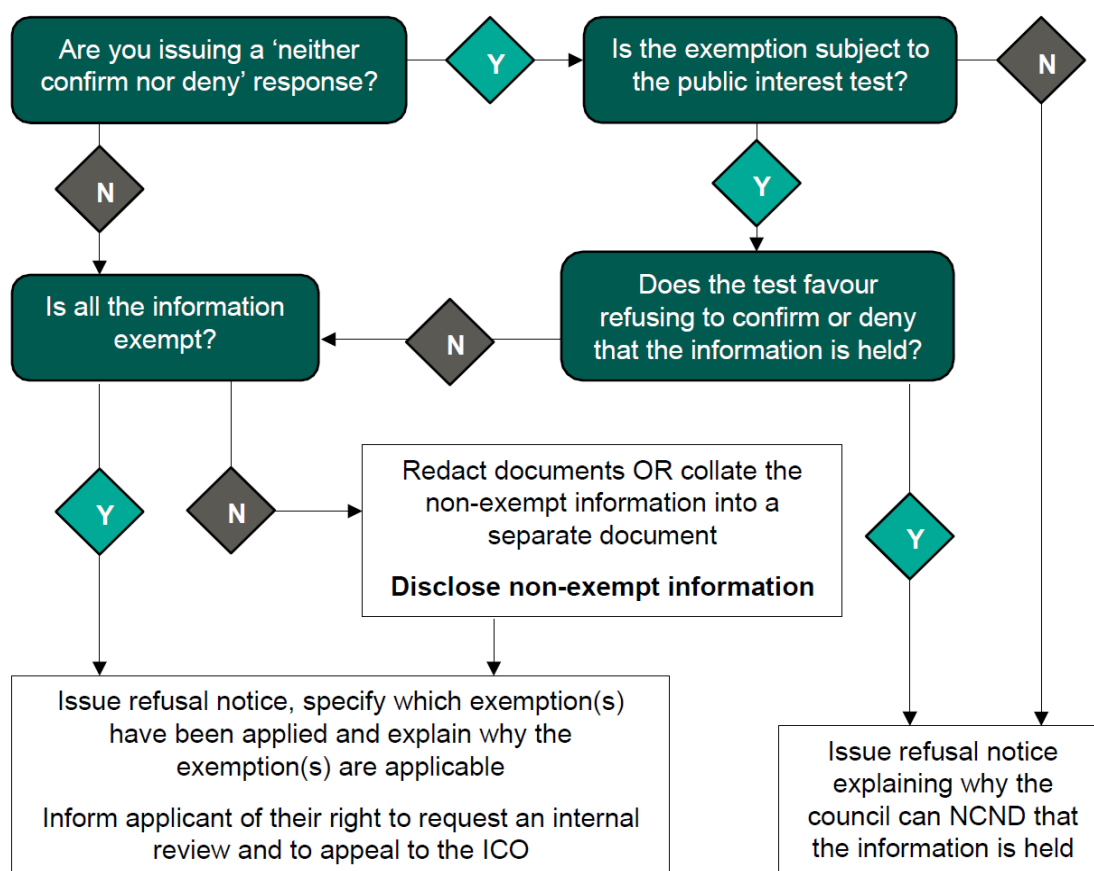 Are you issuing a ‘neither
confirm nor deny’ response?
Y
Is the exemption subject to
the public interest test?
N
N
Y
Is all the information
exempt?
N
Does the test favour
refusing to confirm or deny
that the information is held?
Y
N
Redact documents OR collate the
non-exempt information into a
separate document
Disclose non-exempt information
Y
Issue refusal notice, specify which exemption(s)
have been applied and explain why the
exemption(s) are applicable
Inform applicant of their right to request an internal
review and to appeal to the ICO
Issue refusal notice
explaining why the
council can NCND that
the information is held